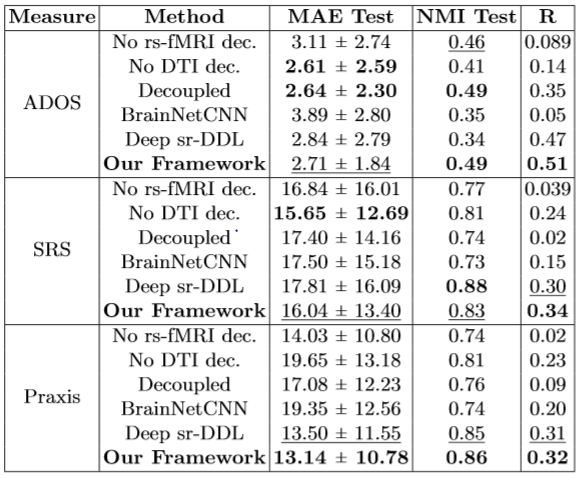 Measure Method MAE Test NMI Test R
ADOS
No rs-fMRI dec. 3.11 ± 2.74 0.46 0.089
No DTI dec. 2.61 ± 2.59 0.41 0.14
Decoupled 2.64 ± 2.30 0.49 0.35
BrainNetCNN 3.89 ± 2.80 0.35 0.05
Deep sr-DDL 2.84 ± 2.79 0.34 0.47
Our Framework 2.71 ± 1.84 0.49 0.51
SRS
No rs-fMRI dec. 16.84 ± 16.01 0.77 0.039
No DTI dec. 15.65 ± 12.69 0.81 0.24
Decoupled 17.40 ± 14.16 0.74 0.02
BrainNetCNN 17.50 ± 15.18 0.73 0.15
Deep sr-DDL 17.81 ± 16.09 0.88 0.30
Our Framework 16.04 ± 13.40 0.83 0.34
Praxis
No rs-fMRI dec. 14.03 ± 10.80 0.74 0.02
No DTI dec. 19.65 ± 13.18 0.81 0.23
Decoupled 17.08 ± 12.23 0.76 0.09
BrainNetCNN 19.35 ± 12.56 0.74 0.20
Deep sr-DDL 13.50 ± 11.55 0.85 0.31
Our Framework 13.14 ± 10.78 0.86 0.32